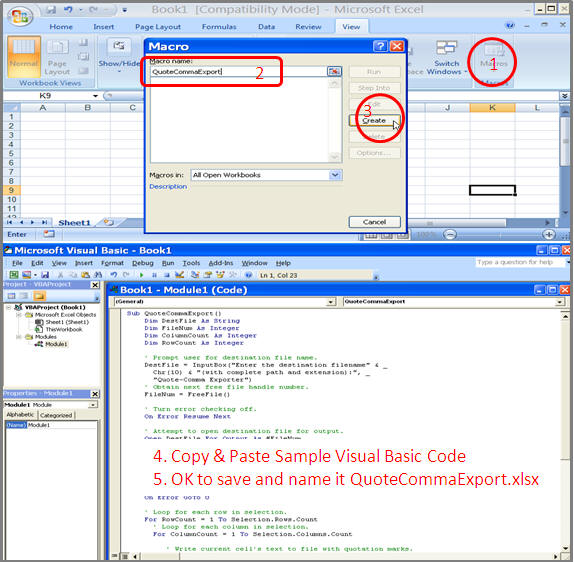 Book1 [Compatibility Mode] - Microsoft Excel
Home Insert Page Layout Formulas Data Review View
Macro
Macro name:
QuoteCommaExport
2
1
3
Normal Page Layout
Show/Hide
Switch Windows
Macros
Workbook Views
Macros
Run
Step Into
Edit
Create
Delete
Options...
K9
A B J K L
1
2
3
4
5
6
7
8
9
10
11
12
Macros in: All Open Workbooks
Description
Cancel
Sheet1
Enter 100%
Microsoft Visual Basic - Book1
File Edit View Insert Format Debug Run Tools Add-Ins Window Help
Type a question for help
Ln 1, Col 23
Project - VBAProject
VBAProject (Book1)
Microsoft Excel Objects
Sheet1 (Sheet1)
ThisWorkbook
Modules
Module1
Properties - Module1
Module1 Module
Alphabetic Categorized
(Name) Module1
Book1 - Module1 (Code)
(General) QuoteCommaExport
Sub QuoteCommaExport()
Dim DestFile As String
Dim FileNum As Integer
Dim ColumnCount As Integer
Dim RowCount As Integer
' Prompt user for destination file name.
DestFile = InputBox("Enter the destination filename" & _
Chr(10) & "(with complete path and extension):", _
"Quote-Comma Exporter")
' Obtain next free file handle number.
FileNum = FreeFile()
' Turn error checking off.
On Error Resume Next
' Attempt to open destination file for output.
Open DestFile For Output As #FileNum
4. Copy & Paste Sample Visual Basic Code
5. OK to save and name it QuoteCommaExport.xlsx
On Error GoTo 0
' Loop for each row in selection.
For RowCount = 1 To Selection.Rows.Count
' Loop for each column in selection.
For ColumnCount = 1 To Selection.Columns.Count
' Write current cell's text to file with quotation marks.